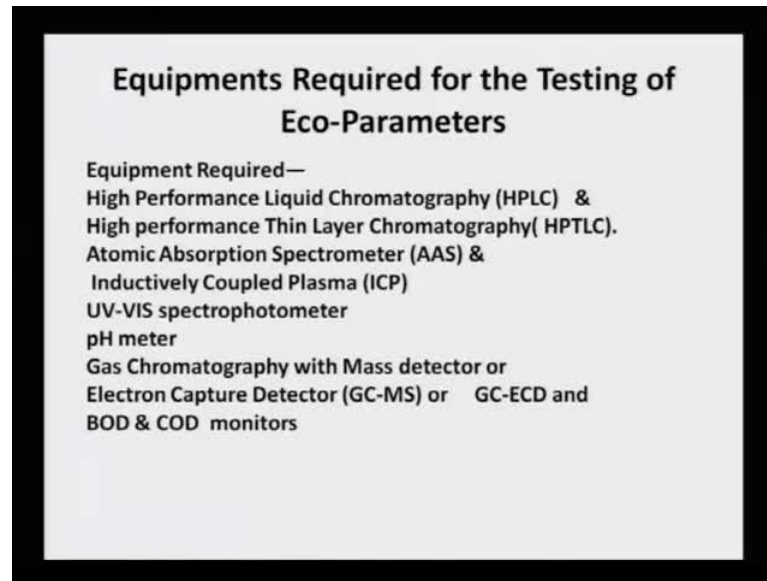 Equipments Required for the Testing of
Eco-Parameters
Equipment Required—
High Performance Liquid Chromatography (HPLC) &
High performance Thin Layer Chromatography( HPTLC).
Atomic Absorption Spectrometer (AAS) &
Inductively Coupled Plasma (ICP)
UV-VIS spectrophotometer
pH meter
Gas Chromatography with Mass detector or
Electron Capture Detector (GC-MS) or GC-ECD and
BOD & COD monitors